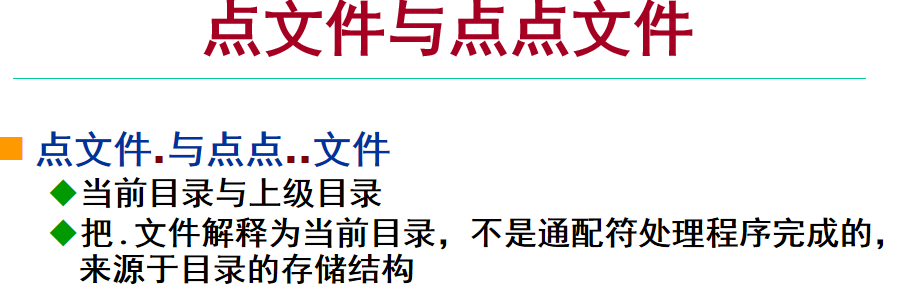 点文件与点点文件
点文件.与点点..文件
当前目录与上级目录
把.文件解释为当前目录，不是通配符处理程序完成的，
来源于目录的存储结构